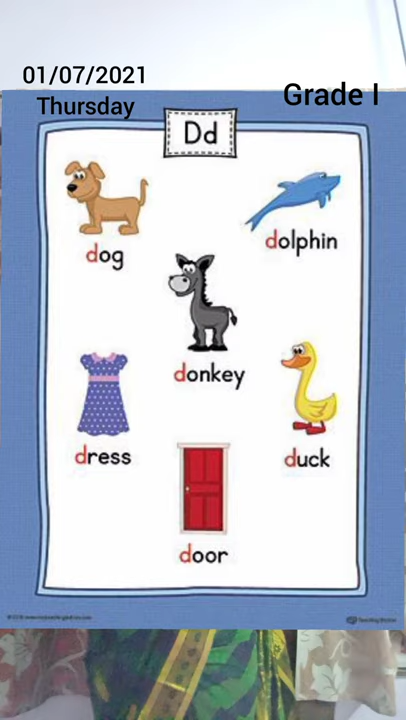 01/07/2021
Thursday
Grade I
Dd
dog
dolphin
donkey
dress
duck
door